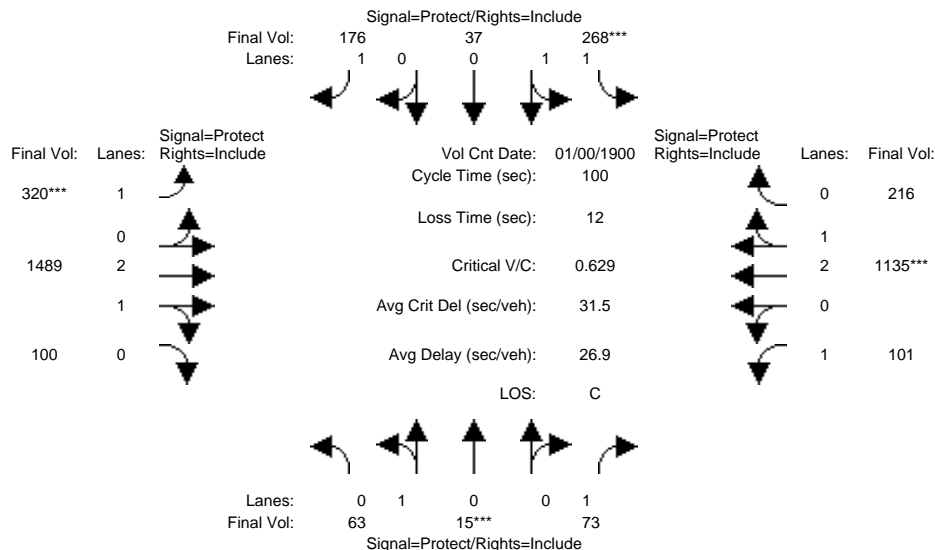 Signal=Protect/Rights=Include
Final Vol: 176 37 268***
Lanes: 1 0 0 1 1
Signal=Protect
Final Vol: Lanes: Rights=Include
Vol Cnt Date: 01/00/1900
Signal=Protect
Rights=Include Lanes: Final Vol:
Cycle Time (sec): 100
320*** 1
0 216
Loss Time (sec): 12
0
1
1489 2
Critical V/C: 0.629
2 1135***
1
Avg Crit Del (sec/veh): 31.5
0
100 0
Avg Delay (sec/veh): 26.9
1 101
LOS: C
Lanes: 0 1 0 0 1
Final Vol: 63 15*** 73
Signal=Protect/Rights=Include